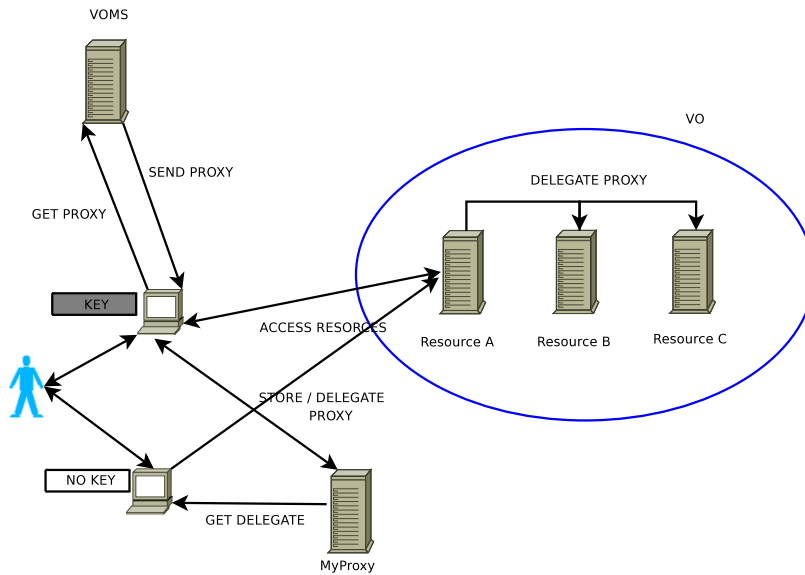 VOMS
VO
SEND PROXY
DELEGATE PROXY
GET PROXY
KEY
ACCESS RESORCES
Resource A
Resource B
Resource C
STORE / DELEGATE
PROXY
NO KEY
GET DELEGATE
MyProxy